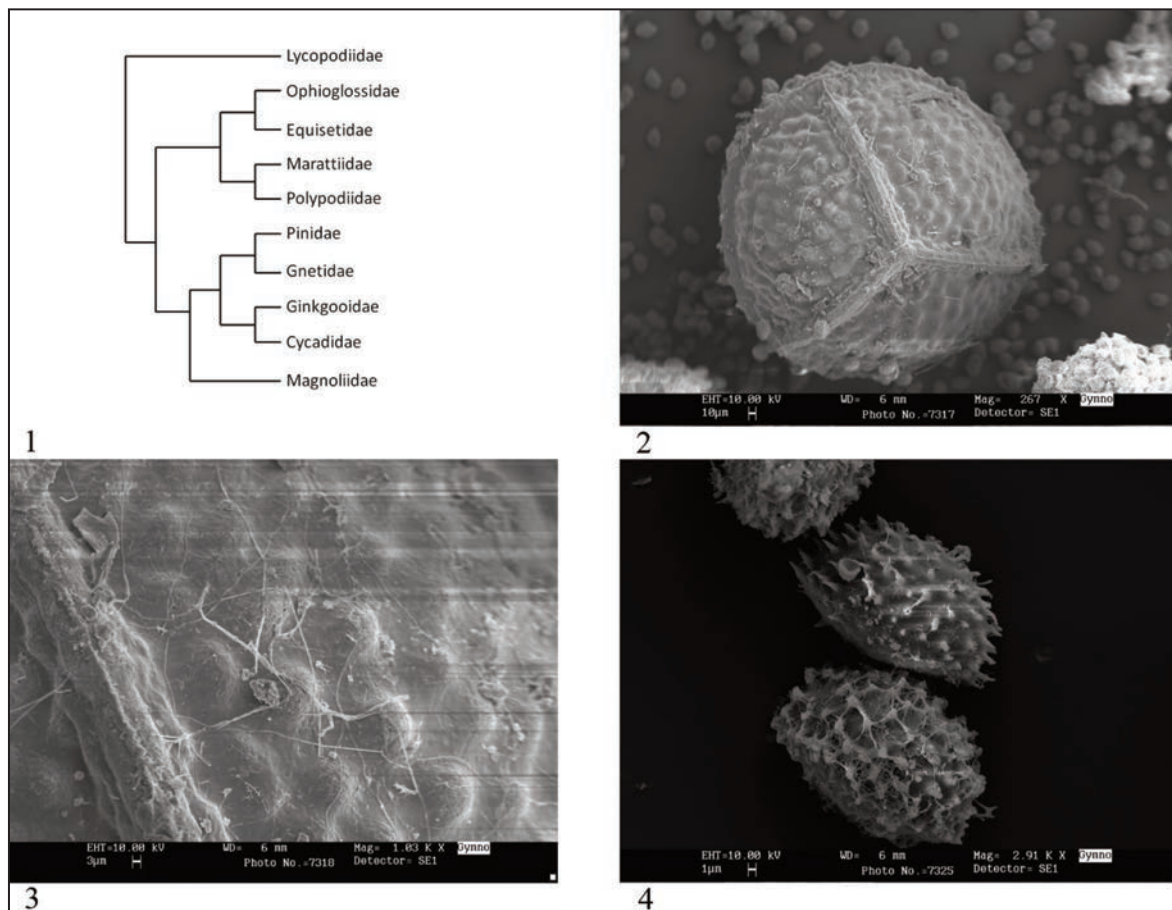 Lycopodiidae
Ophioglossidae
Equisetidae
Marattiidae
Polypodiidae
Pinidae
Gnetidae
Ginkgooidae
Cycadidae
Magnoliidae
1
EHT=10.00 kV WD= 6 mm Mag= 267 X Gymno
10µm Photo No.=7317 Detector= SE1
2
EHT=10.00 kV WD= 6 mm Mag= 1.03 K X Gymno
3µm Photo No.=7318 Detector= SE1
3
EHT=10.00 kV WD= 6 mm Mag= 2.91 K X Gymno
1µm Photo No.=7325 Detector= SE1
4